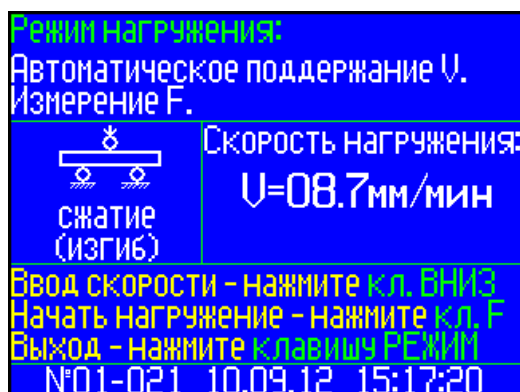 Режим нагружения:
Автоматическое поддержание V.
Измерение F.
Скорость нагружения:
V=08.7мм/мин
сжатие
(изгиб)
Ввод скорости - нажмите кл. ВНИЗ
Начать нагружение - нажмите кл. F
Выход - нажмите клавишу РЕЖИМ
№01-021 10.09.12 15:17:20